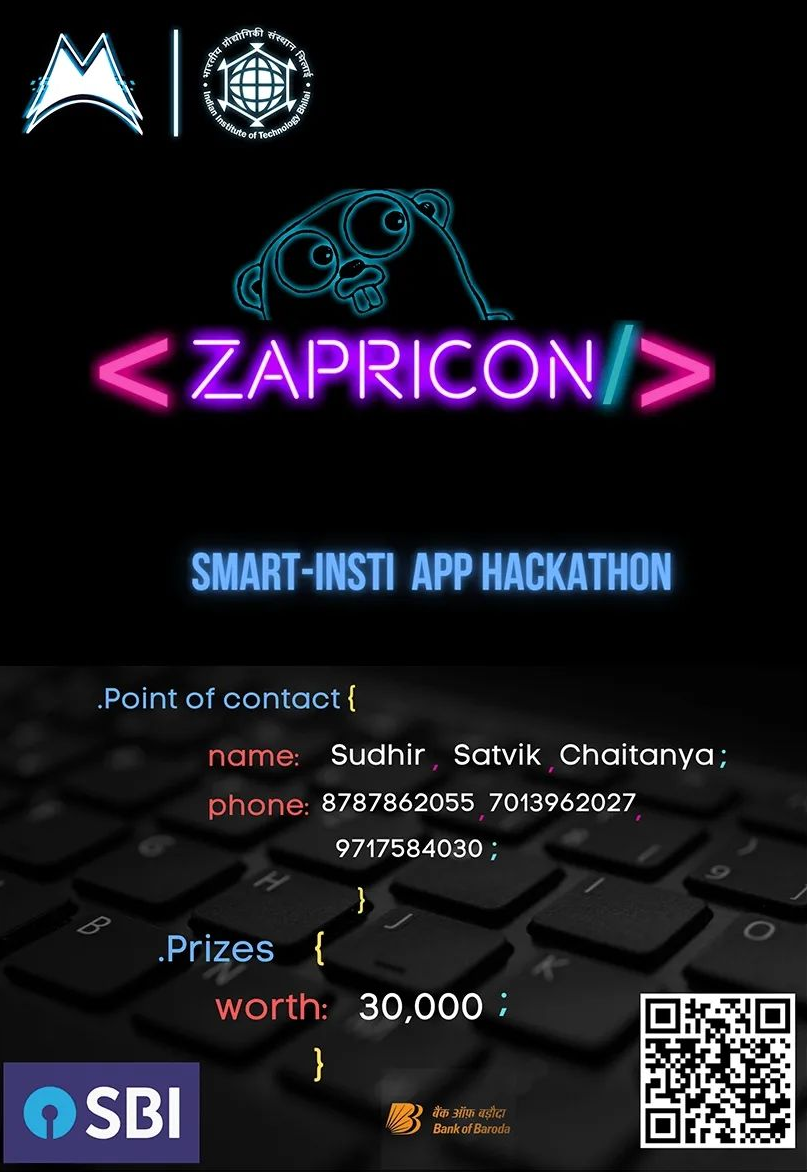 भारतीय प्रौद्योगिकी संस्थान भिलाई
Indian Institute of Technology Bhilai
<ZAPRICON/>
SMART-INSTI APP HACKATHON
.Point of contact {
name: Sudhir , Satvik , Chaitanya ;
phone: 8787862055 , 7013962027,
9717584030 ;
}
.Prizes {
worth: 30,000 ;
}
SBI
बैंक ऑफ़ बड़ौदा
Bank of Baroda